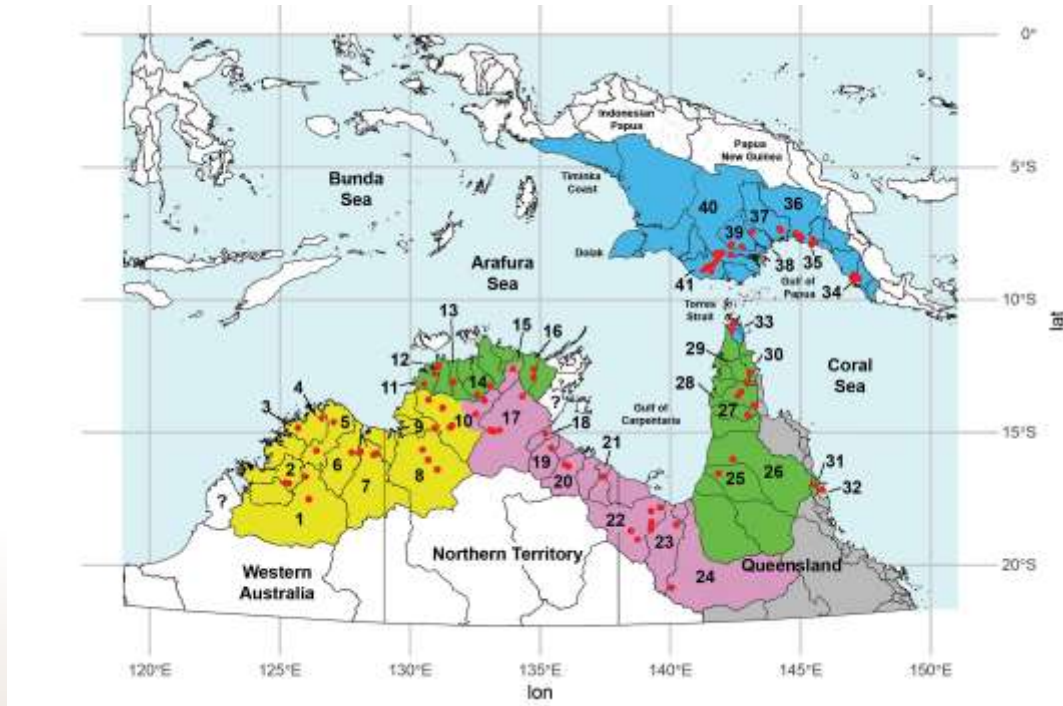 0°
Indonesian
Papua
Papua
New Guinea
5°S
Timinka
Coast
Bunda
Sea
40
37
36
39
Dolak
Arafura
Sea
41
38
Gulf of
Papua
35
34
10°S
Torres
Strait
lat
13
15
16
33
12
29
30
Coral
Sea
11
14
28
4
3
5
?
Gulf of
Carpentaria
27
9
10
17
18
21
15°S
2
6
19
20
25
26
31
32
?
7
8
1
22
23
24
Northern Territory
Queensland
20°S
Western
Australia
120°E
125°E
130°E
135°E
140°E
145°E
150°E
lon